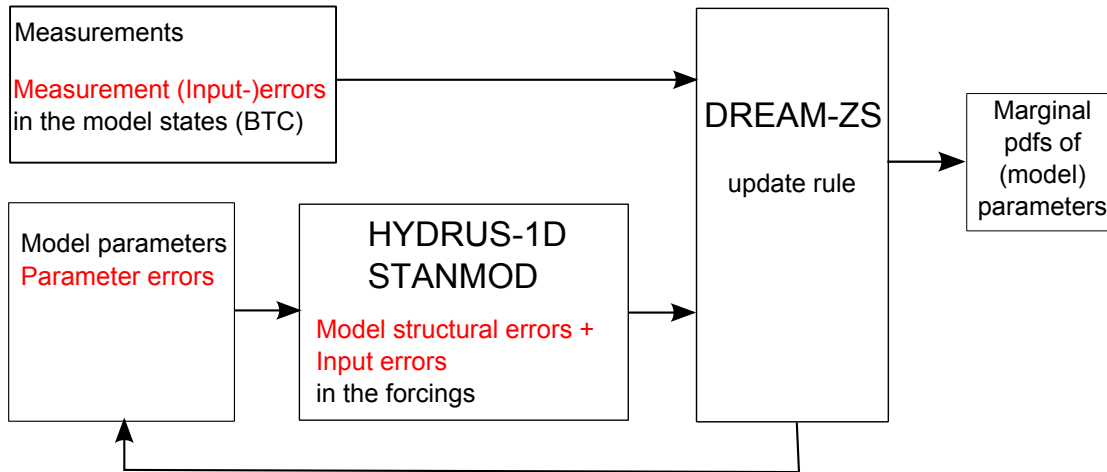 Measurements
Measurement (Input-)errors
in the model states (BTC)
Model parameters
Parameter errors
HYDRUS-1D
STANMOD
Model structural errors +
Input errors
in the forcings
DREAM-ZS
update rule
Marginal
pdfs of
(model)
parameters